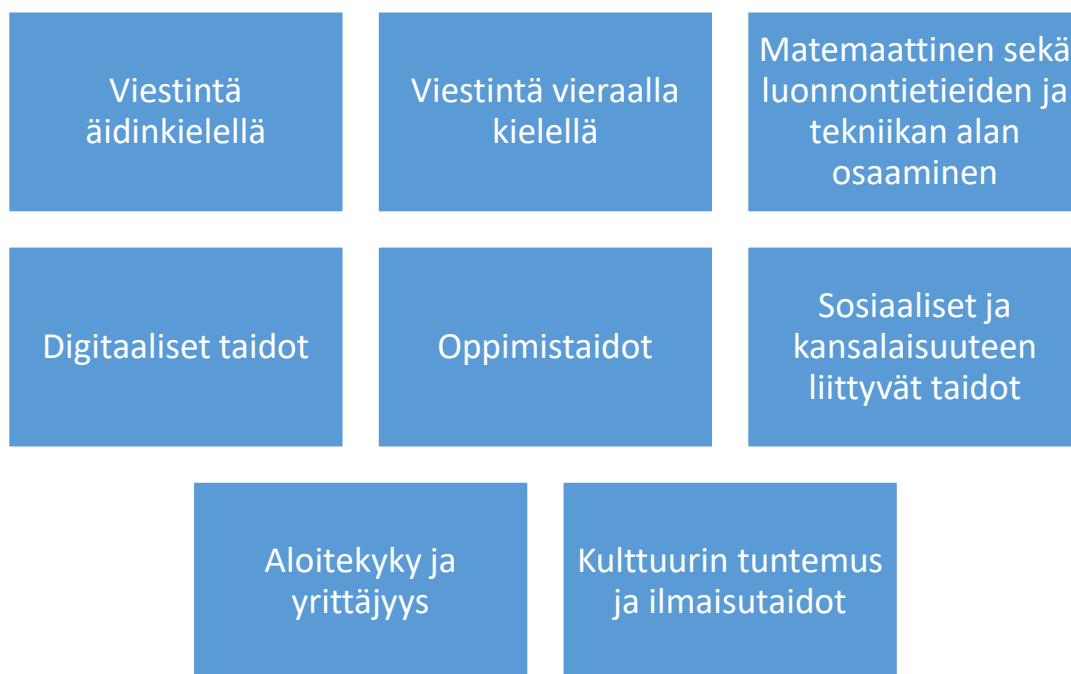 Viestintä
äidinkielellä
Viestintä vieraalla
kielellä
Matemaattinen sekä
luonnontietieiden ja
tekniikan alan
osaaminen
Digitaaliset taidot
Oppimistaidot
Sosiaaliset ja
kansalaisuuteen
liittyvät taidot
Aloitekyky ja
yrittäjyys
Kulttuurin tuntemus
ja ilmaisutaidot